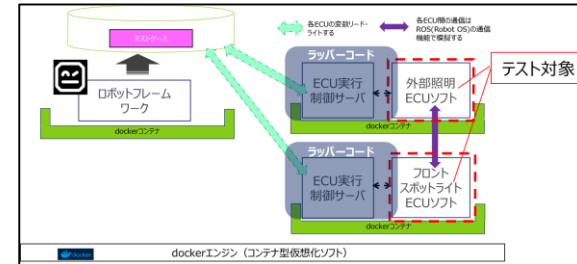 テストケース
各ECUの変数リード・
ライトする
各ECU間の通信は
ROS(Robot OS)の通信
機能で模擬する
ロボットフレーム
ワーク
dockerコンテナ
ラッパーコード
ECU実行
制御サーバ
外部照明
ECUソフト
dockerコンテナ
テスト対象
ラッパーコード
ECU実行
制御サーバ
フロント
スポットライト
ECUソフト
dockerコンテナ
docker
dockerエンジン（コンテナ型仮想化ソフト）